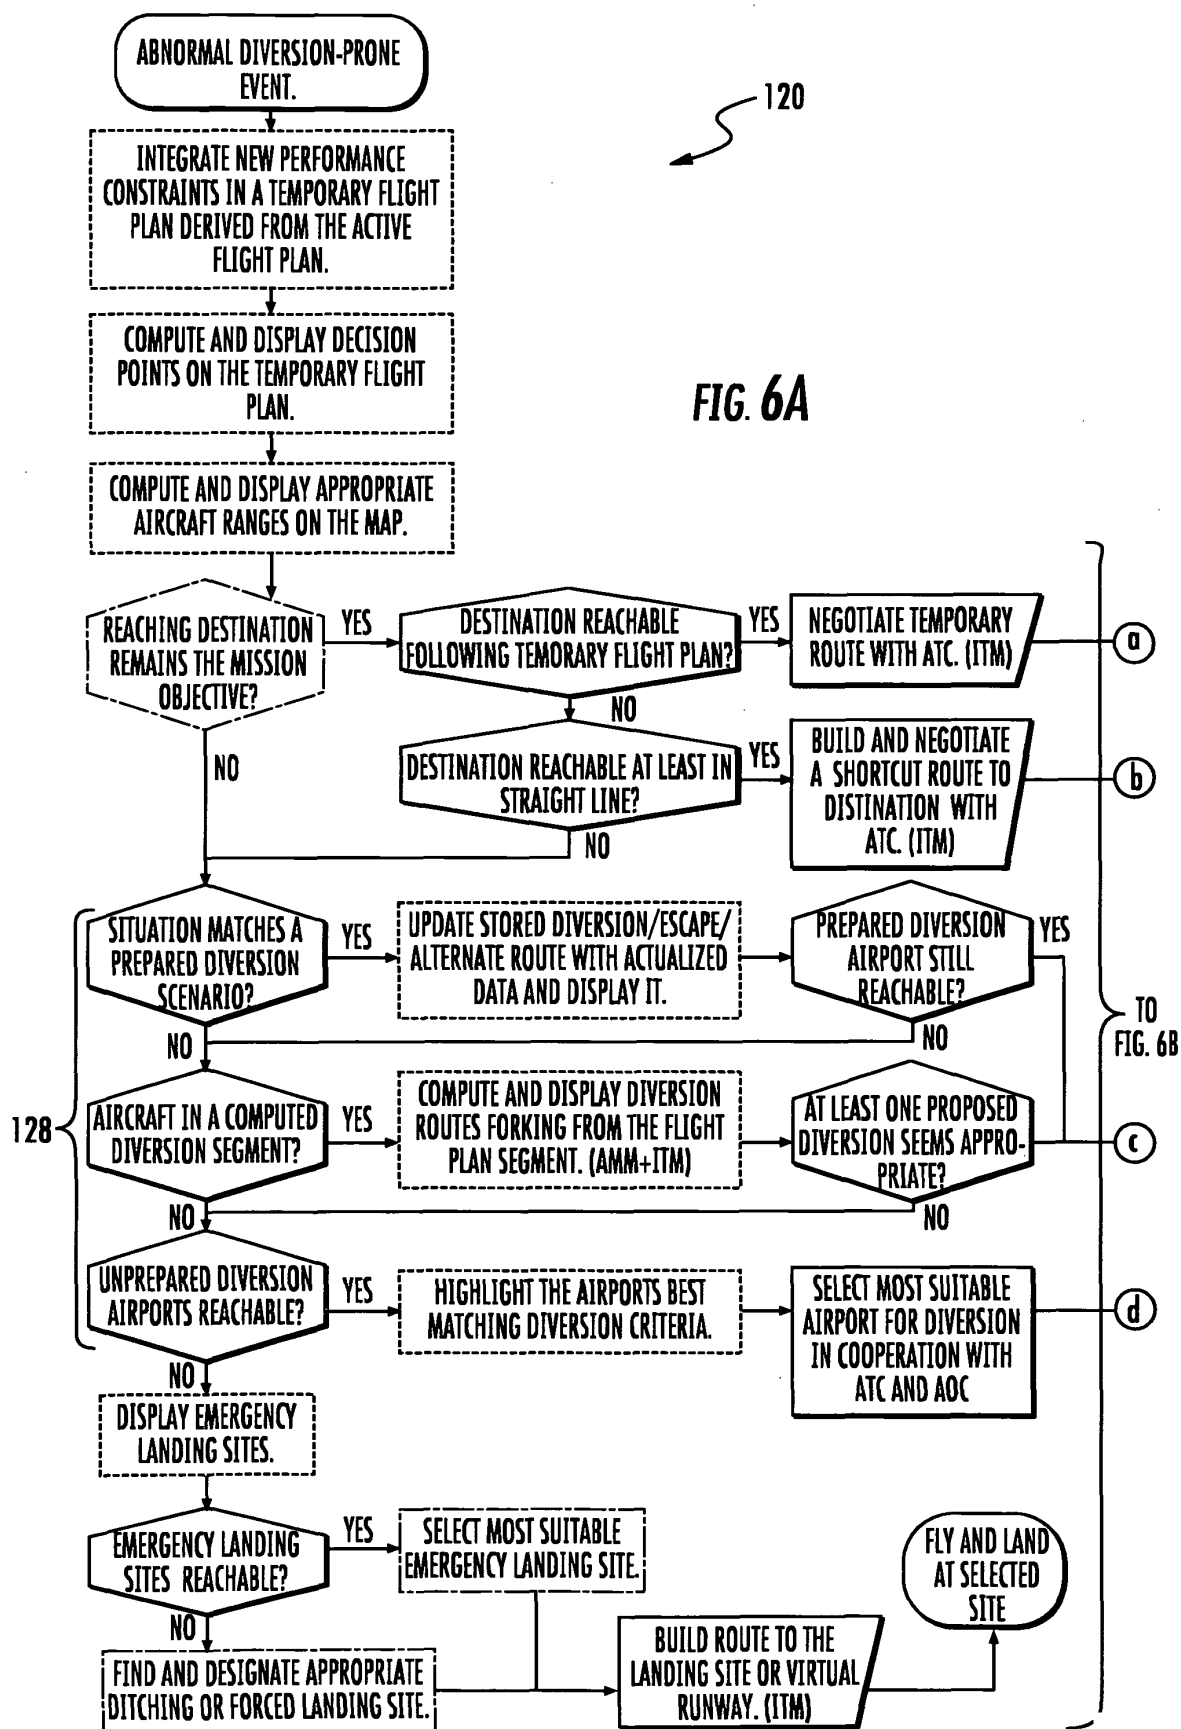 ABNORMAL DIVERSION-PRONE
EVENT.
120
INTEGRATE NEW PERFORMANCE
CONSTRAINTS IN A TEMPORARY FLIGHT
PLAN DERIVED FROM THE ACTIVE
FLIGHT PLAN.
COMPUTE AND DISPLAY DECISION
POINTS ON THE TEMPORARY FLIGHT
PLAN.
FIG. 6A
COMPUTE AND DISPLAY APPROPRIATE
AIRCRAFT RANGES ON THE MAP.
REACHING DESTINATION
REMAINS THE MISSION
OBJECTIVE?
YES
DESTINATION REACHABLE
FOLLOWING TEMORARY FLIGHT PLAN?
YES
NEGOTIATE TEMPORARY
ROUTE WITH ATC. (ITM)
a
NO
NO
DESTINATION REACHABLE AT LEAST IN
STRAIGHT LINE?
YES
BUILD AND NEGOTIATE
A SHORTCUT ROUTE TO
DISTINATION WITH
ATC. (ITM)
b
NO
SITUATION MATCHES A
PREPARED DIVERSION
SCENARIO?
YES
UPDATE STORED DIVERSION/ESCAPE/
ALTERNATE ROUTE WITH ACTUALIZED
DATA AND DISPLAY IT.
PREPARED DIVERSION
AIRPORT STILL
REACHABLE?
YES
NO
NO
TO
FIG. 6B
128
AIRCRAFT IN A COMPUTED
DIVERSION SEGMENT?
YES
COMPUTE AND DISPLAY DIVERSION
ROUTES FORKING FROM THE FLIGHT
PLAN SEGMENT. (AMM+ITM)
AT LEAST ONE PROPOSED
DIVERSION SEEMS APPRO-
PRIATE?
c
NO
NO
UNPREPARED DIVERSION
AIRPORTS REACHABLE?
YES
HIGHLIGHT THE AIRPORTS BEST
MATCHING DIVERSION CRITERIA.
SELECT MOST SUITABLE
AIRPORT FOR DIVERSION
IN COOPERATION WITH
ATC AND AOC
d
NO
DISPLAY EMERGENCY
LANDING SITES.
EMERGENCY LANDING
SITES REACHABLE?
YES
SELECT MOST SUITABLE
EMERGENCY LANDING SITE.
FLY AND LAND
AT SELECTED
SITE
NO
FIND AND DESIGNATE APPROPRIATE
DITCHING OR FORCED LANDING SITE.
BUILD ROUTE TO THE
LANDING SITE OR VIRTUAL
RUNWAY. (ITM)